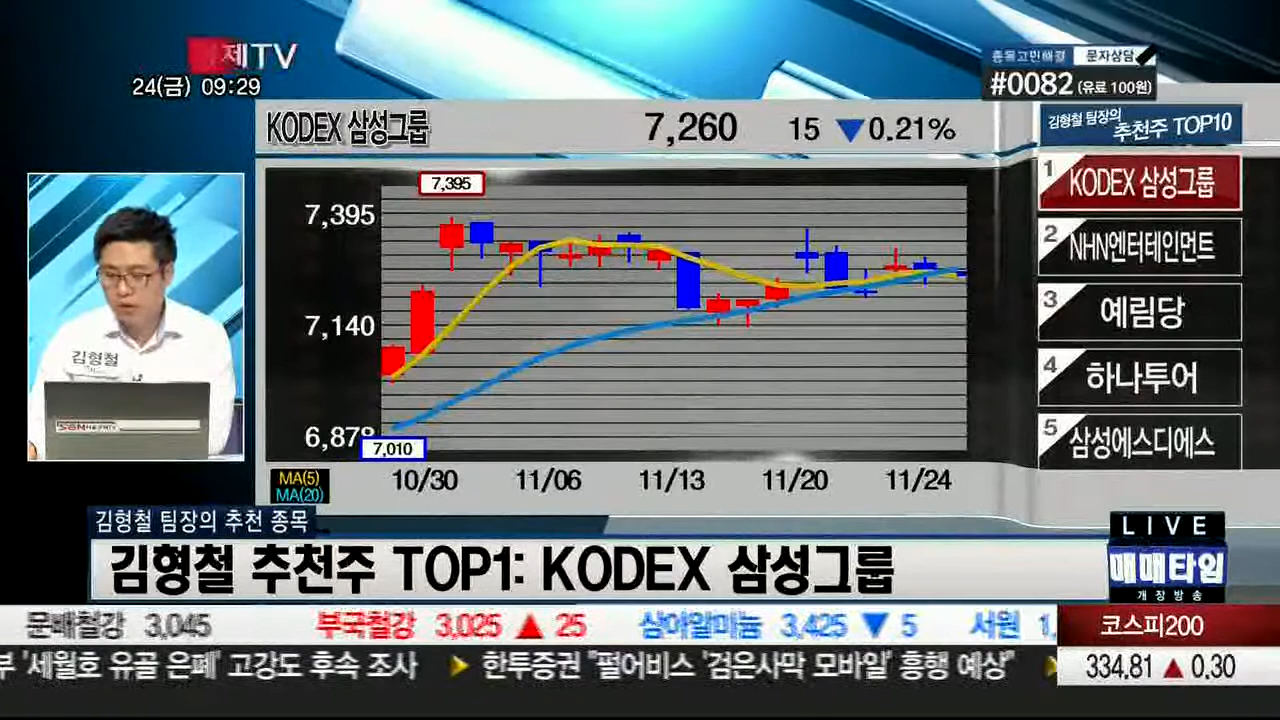 제TV
24(금) 09:29
종목고민해결 문자상담
#0082 (유료 100원)
KODEX 삼성그룹 7,260 15 ▼0.21%
김형철 팀장의
추천주 TOP10
1 KODEX 삼성그룹
2 NHN엔터테인먼트
3 예림당
4 하나투어
5 삼성에스디에스
7,395
7,395
7,140
6,878
7,010
10/30 11/06 11/13 11/20 11/24
MA(5)
MA(20)
김형철
SEN
김형철 팀장의 추천 종목
김형철 추천주 TOP1: KODEX 삼성그룹
LIVE
매매타임
개장방송
문배철강 3,045 부국철강 3,025 ▲ 25 삼아알미늄 3,425 ▼ 5 서원 1,
코스피200
334.81 ▲ 0.30
부 '세월호 유골 은폐' 고강도 후속 조사 ▶ 한투증권 "펄어비스 '검은사막 모바일' 흥행 예상"